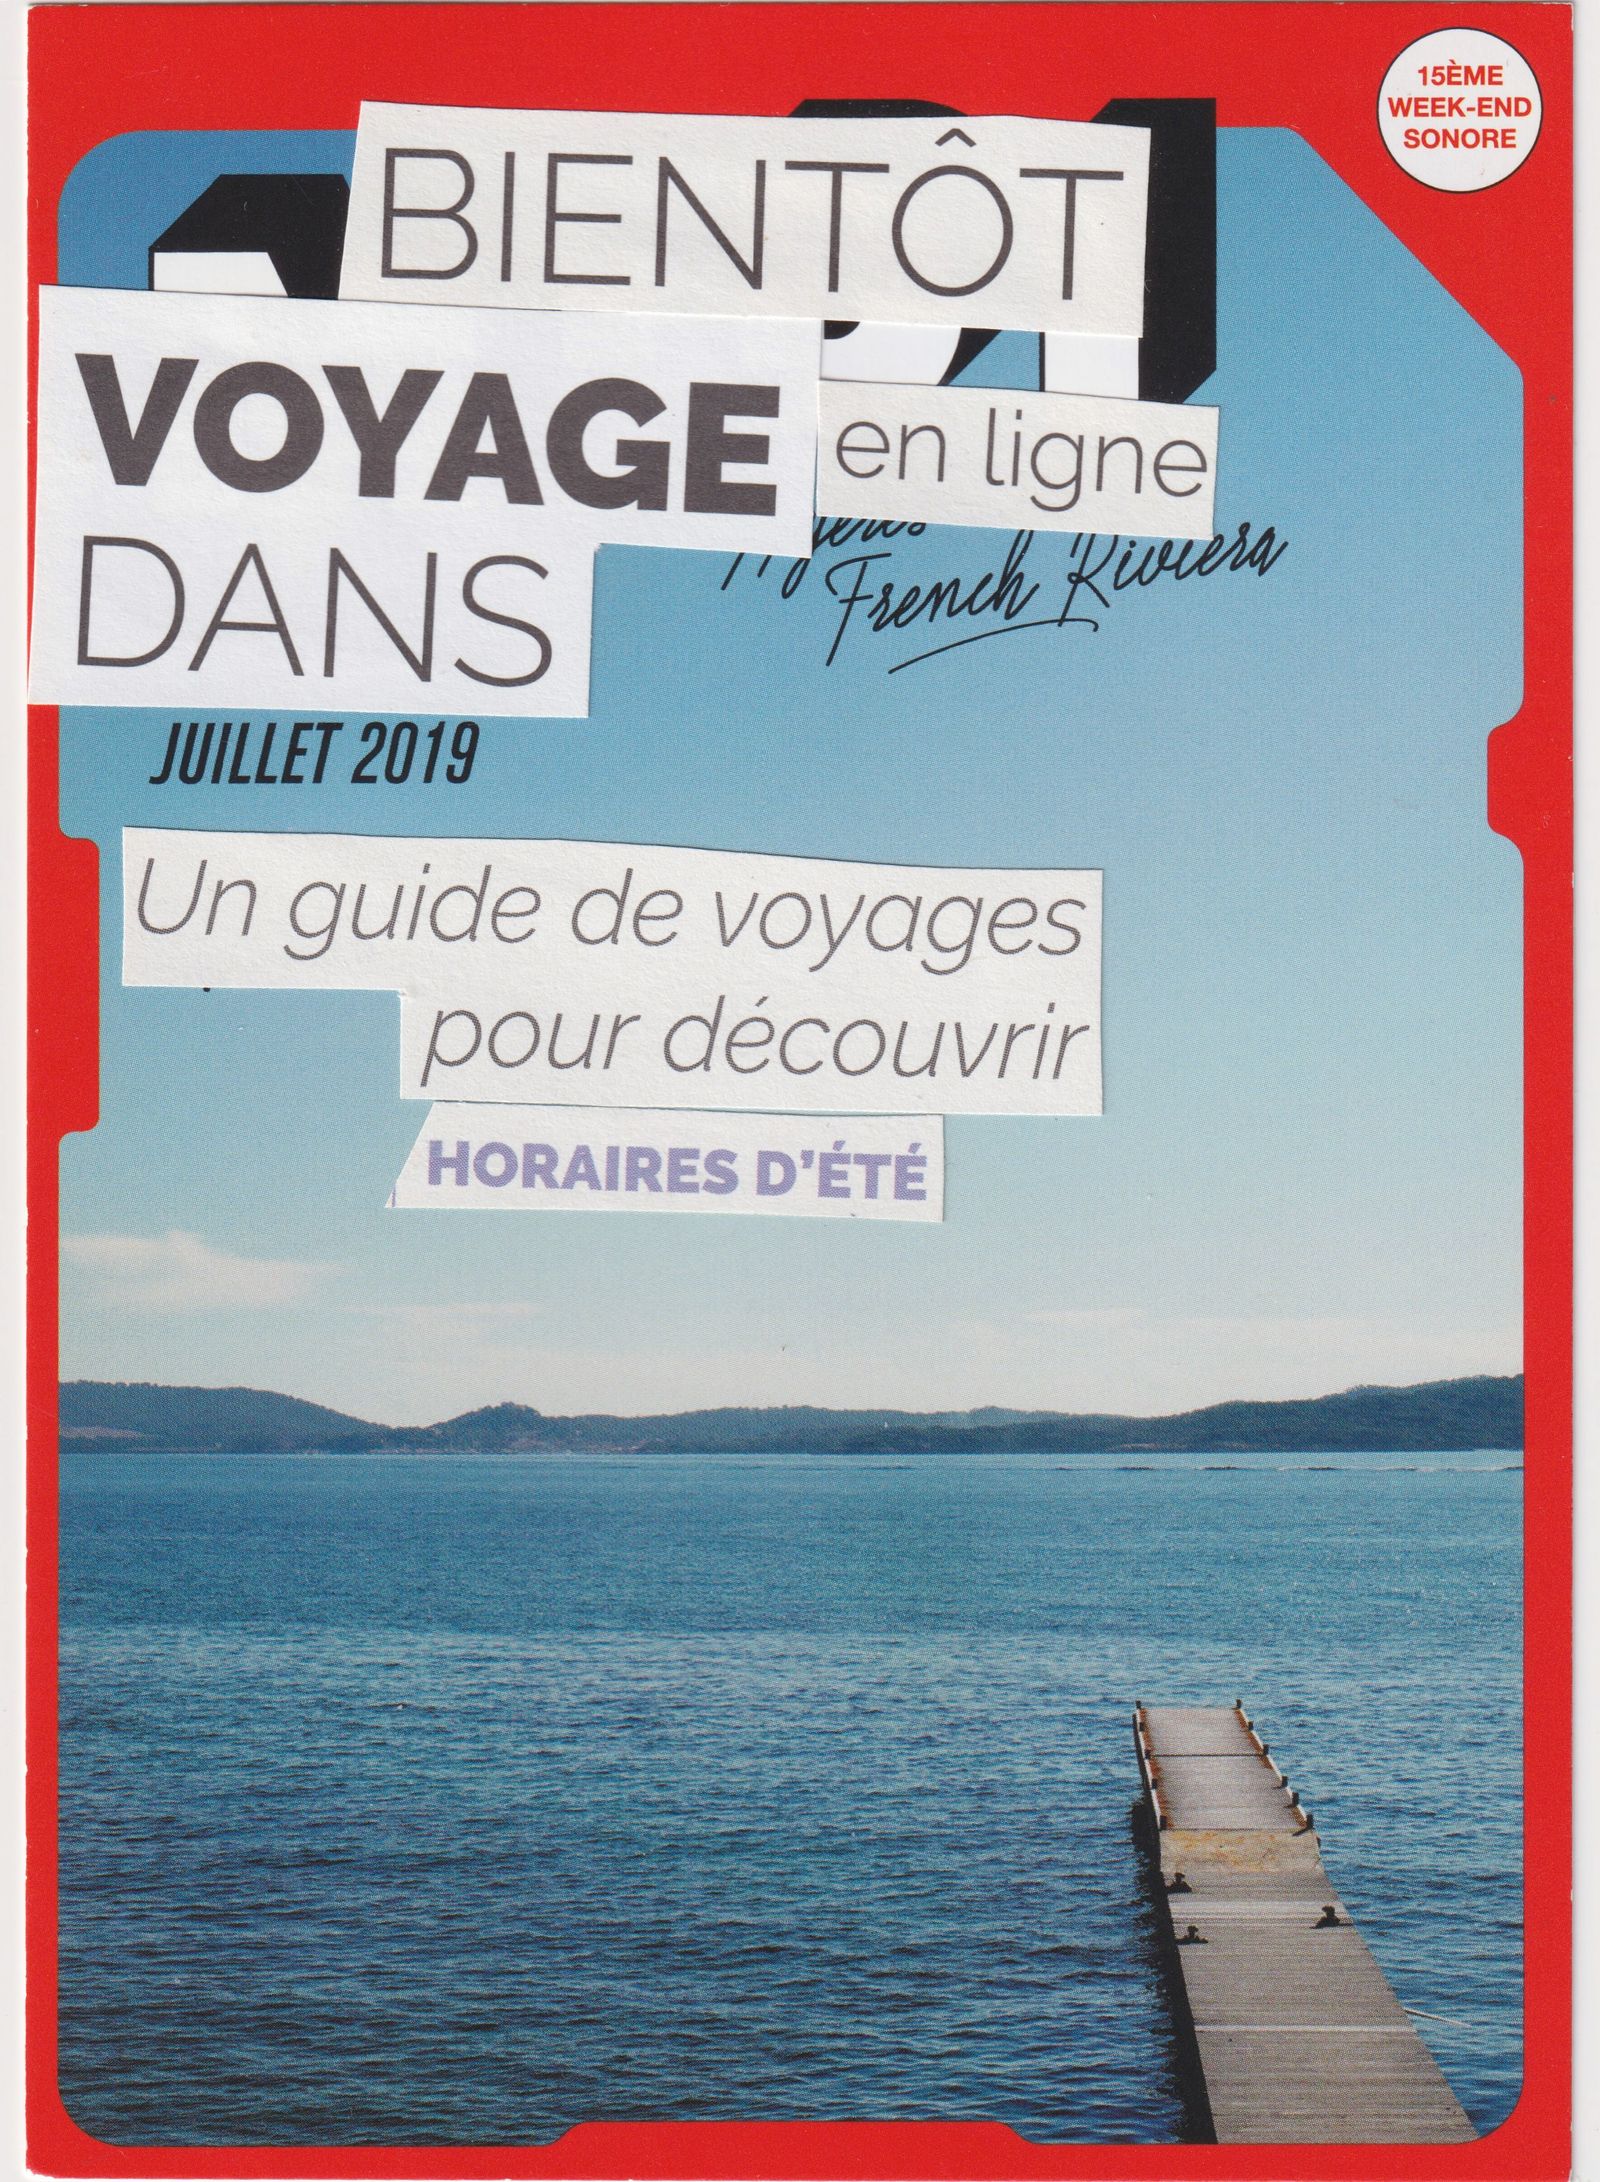 15ÈME
WEEK-END
SONORE
BIENTÔT
VOYAGE
en ligne
DANS
French Riviera
JUILLET 2019
Un guide de voyages
pour découvrir
HORAIRES D'ÉTÉ